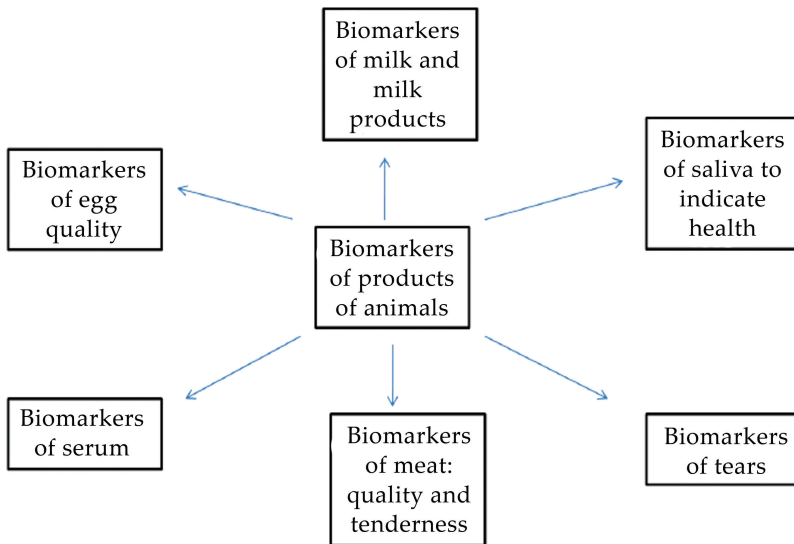 Biomarkers
of milk and
milk
products
Biomarkers
of saliva to
indicate
health
Biomarkers
of egg
quality
Biomarkers
of products
of animals
Biomarkers
of serum
Biomarkers
of meat:
quality and
tenderness
Biomarkers
of tears